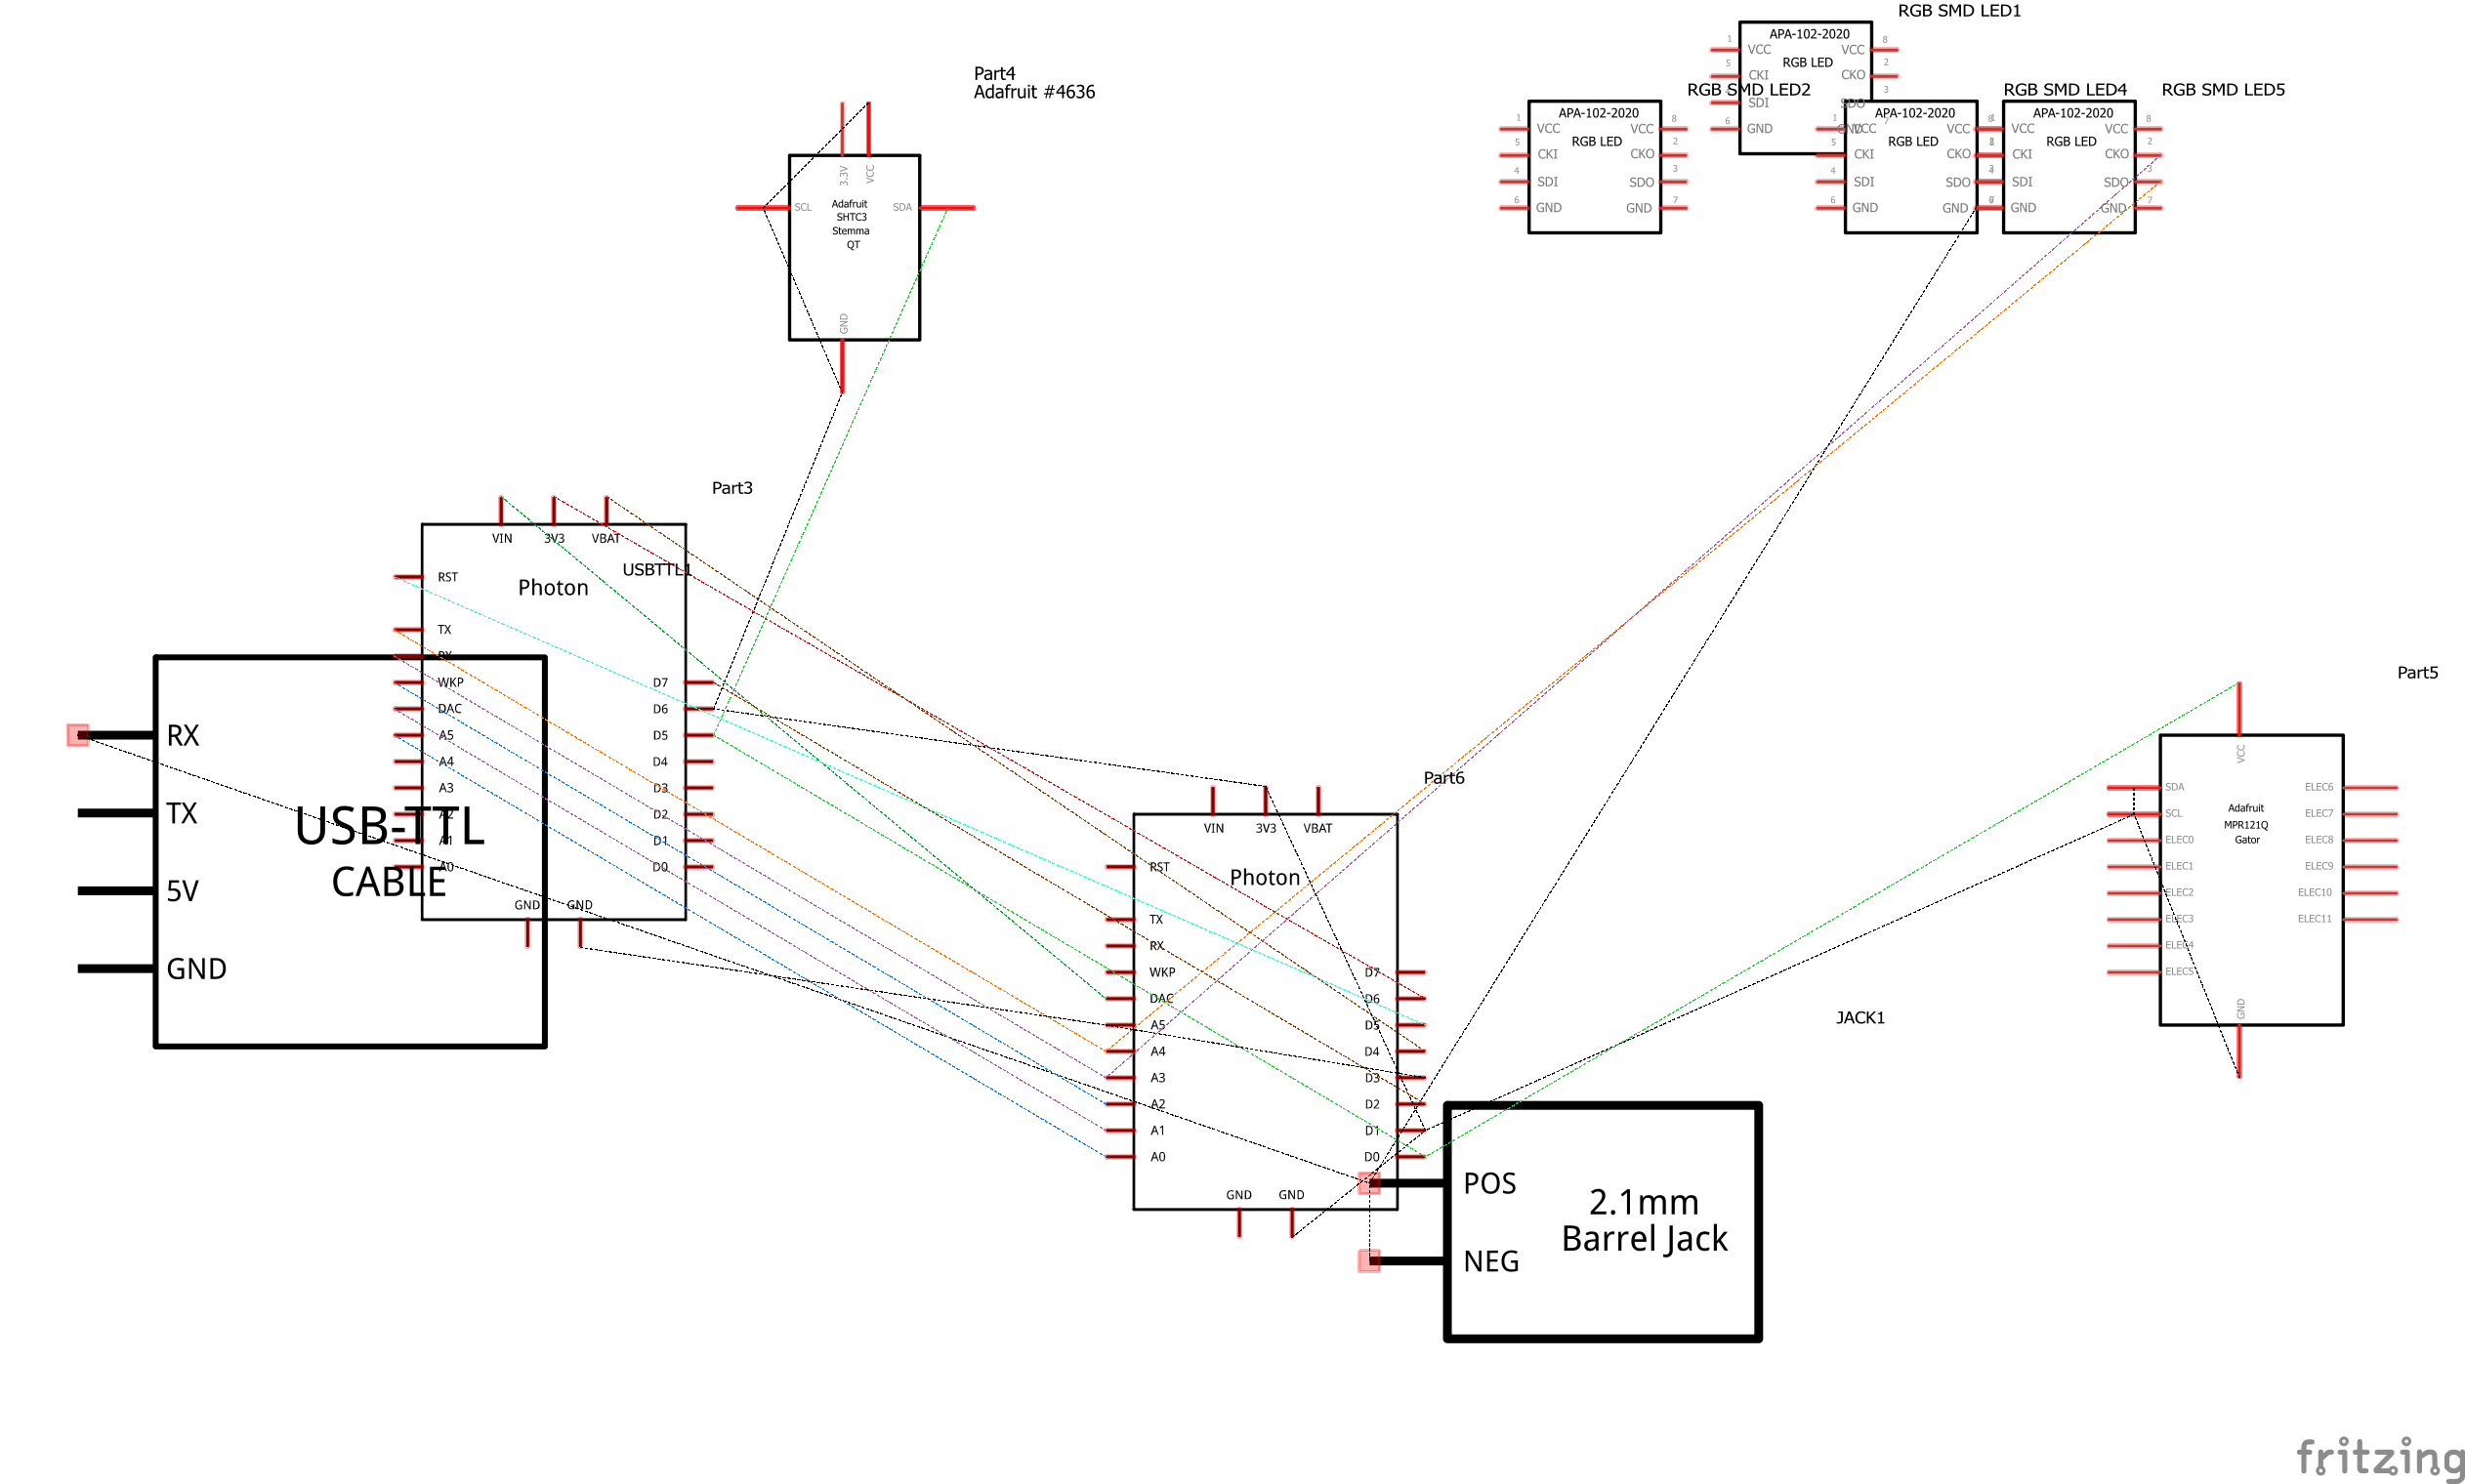 RGB SMD LED1
APA-102-2020
RGB LED
1
5
6
VCC
CKI
SDI
GND
VCC
CKO
SDO
GND
8
2
3
7
Part4
Adafruit #4636
3.3V
VCC
SCL
SDA
Adafruit
SHTC3
Stemma
QT
GND
RGB SMD LED2
APA-102-2020
RGB LED
1
5
4
6
VCC
CKI
SDI
GND
VCC
CKO
SDO
GND
8
2
3
7
RGB SMD LED4
APA-102-2020
RGB LED
1
5
4
6
VCC
CKI
SDI
GND
VCC
CKO
SDO
GND
RGB SMD LED5
APA-102-2020
RGB LED
VCC
CKI
SDI
GND
VCC
CKO
SDO
GND
8
2
3
7
Part3
VIN
3V3
VBAT
Photon
RST
TX
RX
WKP
DAC
A5
A4
A3
A2
A1
A0
D7
D6
D5
D4
D3
D2
D1
D0
GND
GND
USBTTL1
RX
TX
5V
GND
USB-TTL
CABLE
Part6
VIN
3V3
VBAT
Photon
RST
TX
RX
WKP
DAC
A5
A4
A3
A2
A1
A0
D7
D6
D5
D4
D3
D2
D1
D0
GND
GND
Part5
VCC
SDA
SCL
ELEC0
ELEC1
ELEC2
ELEC3
ELEC4
ELEC5
Adafruit
MPR121Q
Gator
ELEC6
ELEC7
ELEC8
ELEC9
ELEC10
ELEC11
GND
JACK1
POS
NEG
2.1mm
Barrel Jack
fritzing